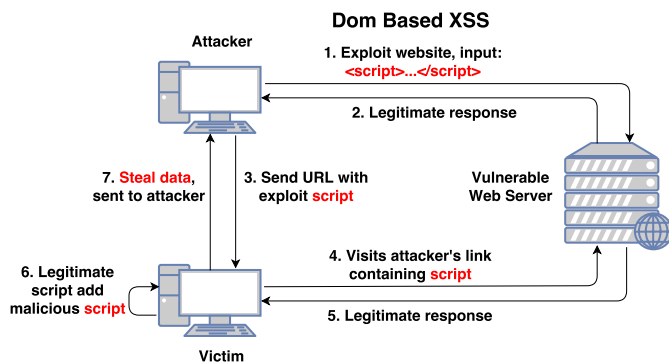 Dom Based XSS
Attacker
1. Exploit website, input:
<script>...</script>
2. Legitimate response
7. Steal data,
sent to attacker
3. Send URL with
exploit script
Vulnerable
Web Server
4. Visits attacker's link
containing script
6. Legitimate
script add
malicious script
5. Legitimate response
Victim